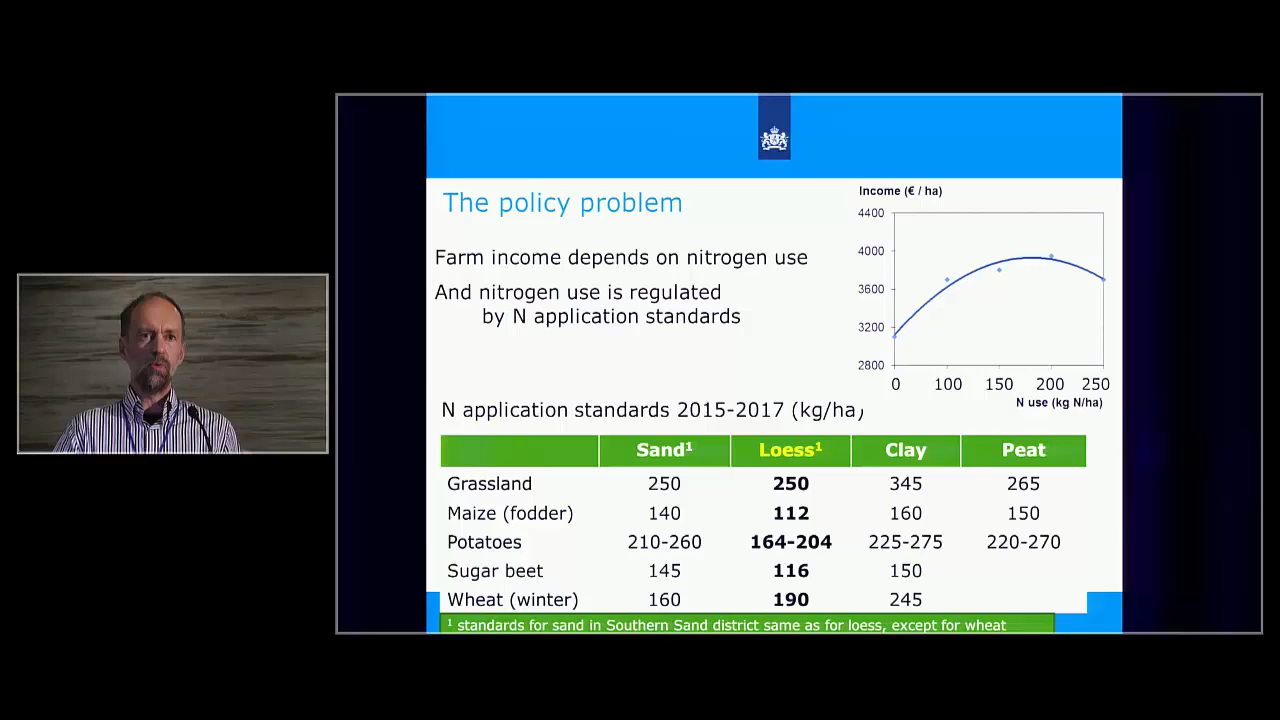 The policy problem
Farm income depends on nitrogen use
And nitrogen use is regulated
by N application standards
Income (€ / ha)
4400
4000
3600
3200
2800
0 100 150 200 250
N use (kg N/ha)
N application standards 2015-2017 (kg/ha)
Sand¹ Loess¹ Clay Peat
Grassland 250 250 345 265
Maize (fodder) 140 112 160 150
Potatoes 210-260 164-204 225-275 220-270
Sugar beet 145 116 150
Wheat (winter) 160 190 245
¹ standards for sand in Southern Sand district same as for loess, except for wheat